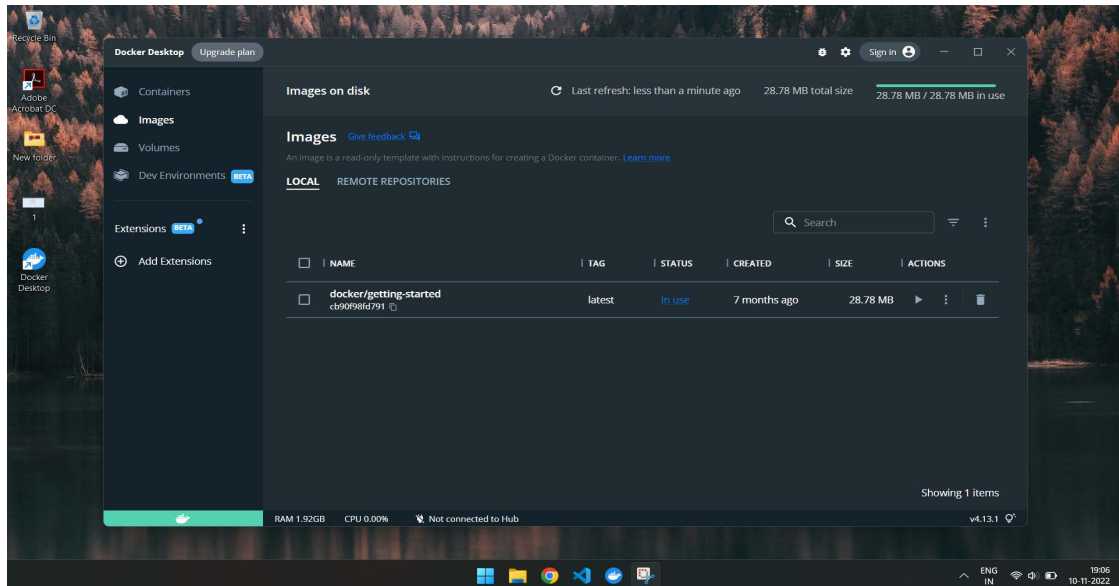 Recycle Bin
Adobe
Acrobat DC
New folder
1
Docker
Desktop
Docker Desktop Upgrade plan
Sign in
Containers
Images
Volumes
Dev Environments BETA
Extensions BETA
Add Extensions
Images on disk Last refresh: less than a minute ago 28.78 MB total size 28.78 MB / 28.78 MB in use
Images Give feedback
An image is a read-only template with instructions for creating a Docker container. Learn more
LOCAL REMOTE REPOSITORIES
Search
NAME TAG STATUS CREATED SIZE ACTIONS
docker/getting-started latest In use 7 months ago 28.78 MB
cb90f98fd791
Showing 1 items
RAM 1.92GB CPU 0.00% Not connected to Hub v4.13.1
ENG 19:06
IN 10-11-2022